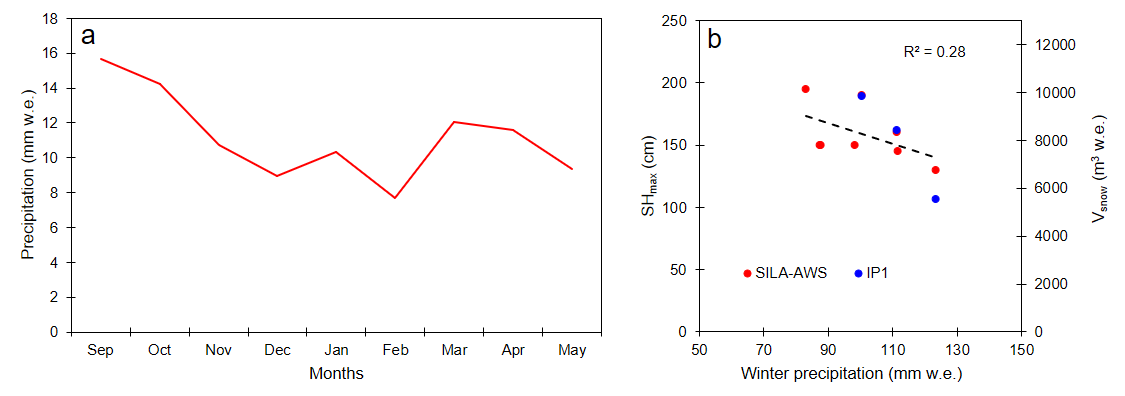 a
Precipitation (mm w.e.)
18
16
14
12
10
8
6
4
2
0
Sep Oct Nov Dec Jan Feb Mar Apr May
Months
b
R² = 0.28
SHmax (cm)
250
200
150
100
50
0
Vsnow (m³ w.e.)
12000
10000
8000
6000
4000
2000
0
SILA-AWS IP1
50 70 90 110 130 150
Winter precipitation (mm w.e.)